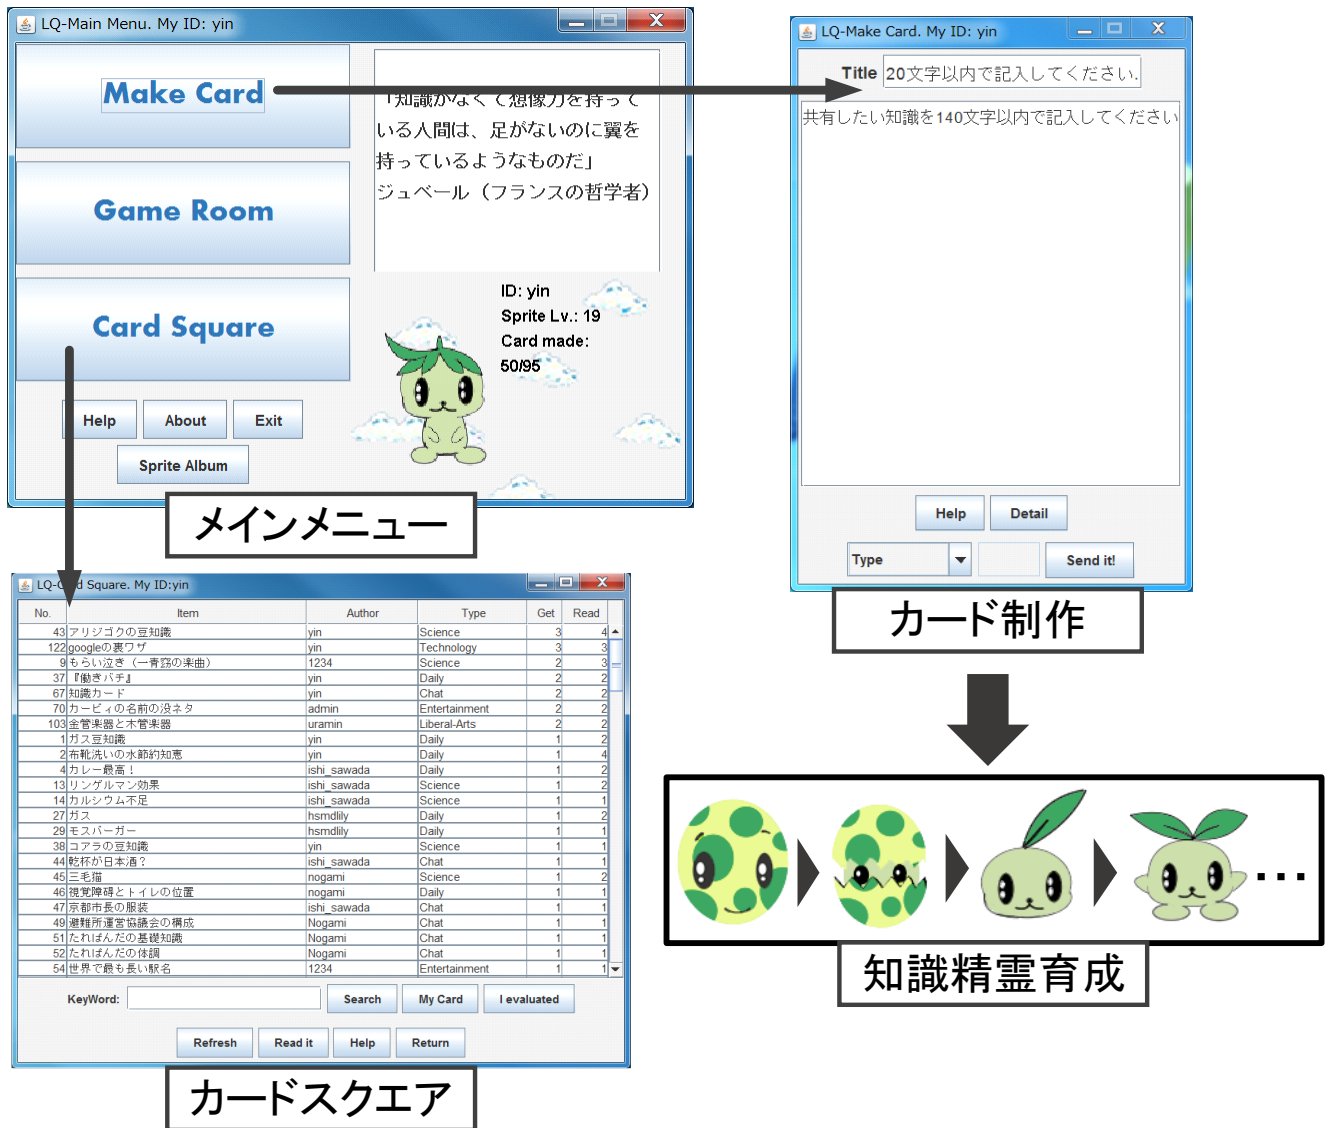 LQ-Main Menu. My ID: yin
Make Card
Game Room
Card Square
「知識がなくて想像力を持って
いる人間は、足がないのに翼を
持っているようなものだ」
ジュベール（フランスの哲学者）
ID: yin
Sprite Lv.: 19
Card made:
50/95
Help About Exit
Sprite Album
メインメニュー
LQ-Make Card. My ID: yin
Title 20文字以内で記入してください.
共有したい知識を140文字以内で記入してください
Help Detail
Type Send it!
カード制作
知識精霊育成
LQ-C d Square. My ID:yin
No. Item Author Type Get Read
43 アリジゴクの豆知識 yin Science 3 4
122 googleの裏ワザ yin Technology 3 3
9 もらい泣き（一青窈の楽曲） 1234 Science 2 3
37 『働きバチ』 yin Daily 2 2
67 知識カード yin Chat 2 2
70 カービィの名前の没ネタ admin Entertainment 2 2
103 金管楽器と木管楽器 uramin Liberal-Arts 2 2
1 ガス豆知識 yin Daily 1 2
2 布靴洗いの水節約知恵 yin Daily 1 4
4 カレー最高！ ishi_sawada Daily 1 2
13 リンゲルマン効果 ishi_sawada Science 1 2
14 カルシウム不足 ishi_sawada Science 1 1
27 ガス hsmdlily Daily 1 2
29 モスバーガー hsmdlily Daily 1 1
38 コアラの豆知識 yin Science 1 1
44 乾杯が日本酒？ ishi_sawada Chat 1 1
45 三毛猫 nogami Science 1 2
46 視覚障碍とトイレの位置 nogami Daily 1 1
47 京都市長の服装 ishi_sawada Chat 1 1
49 避難所運営協議会の構成 Nogami Chat 1 1
51 たればんだの基礎知識 Nogami Chat 1 1
52 たればんだの体調 Nogami Chat 1 1
54 世界で最も長い駅名 1234 Entertainment 1 1
KeyWord: Search My Card I evaluated
Refresh Read it Help Return
カードスクエア